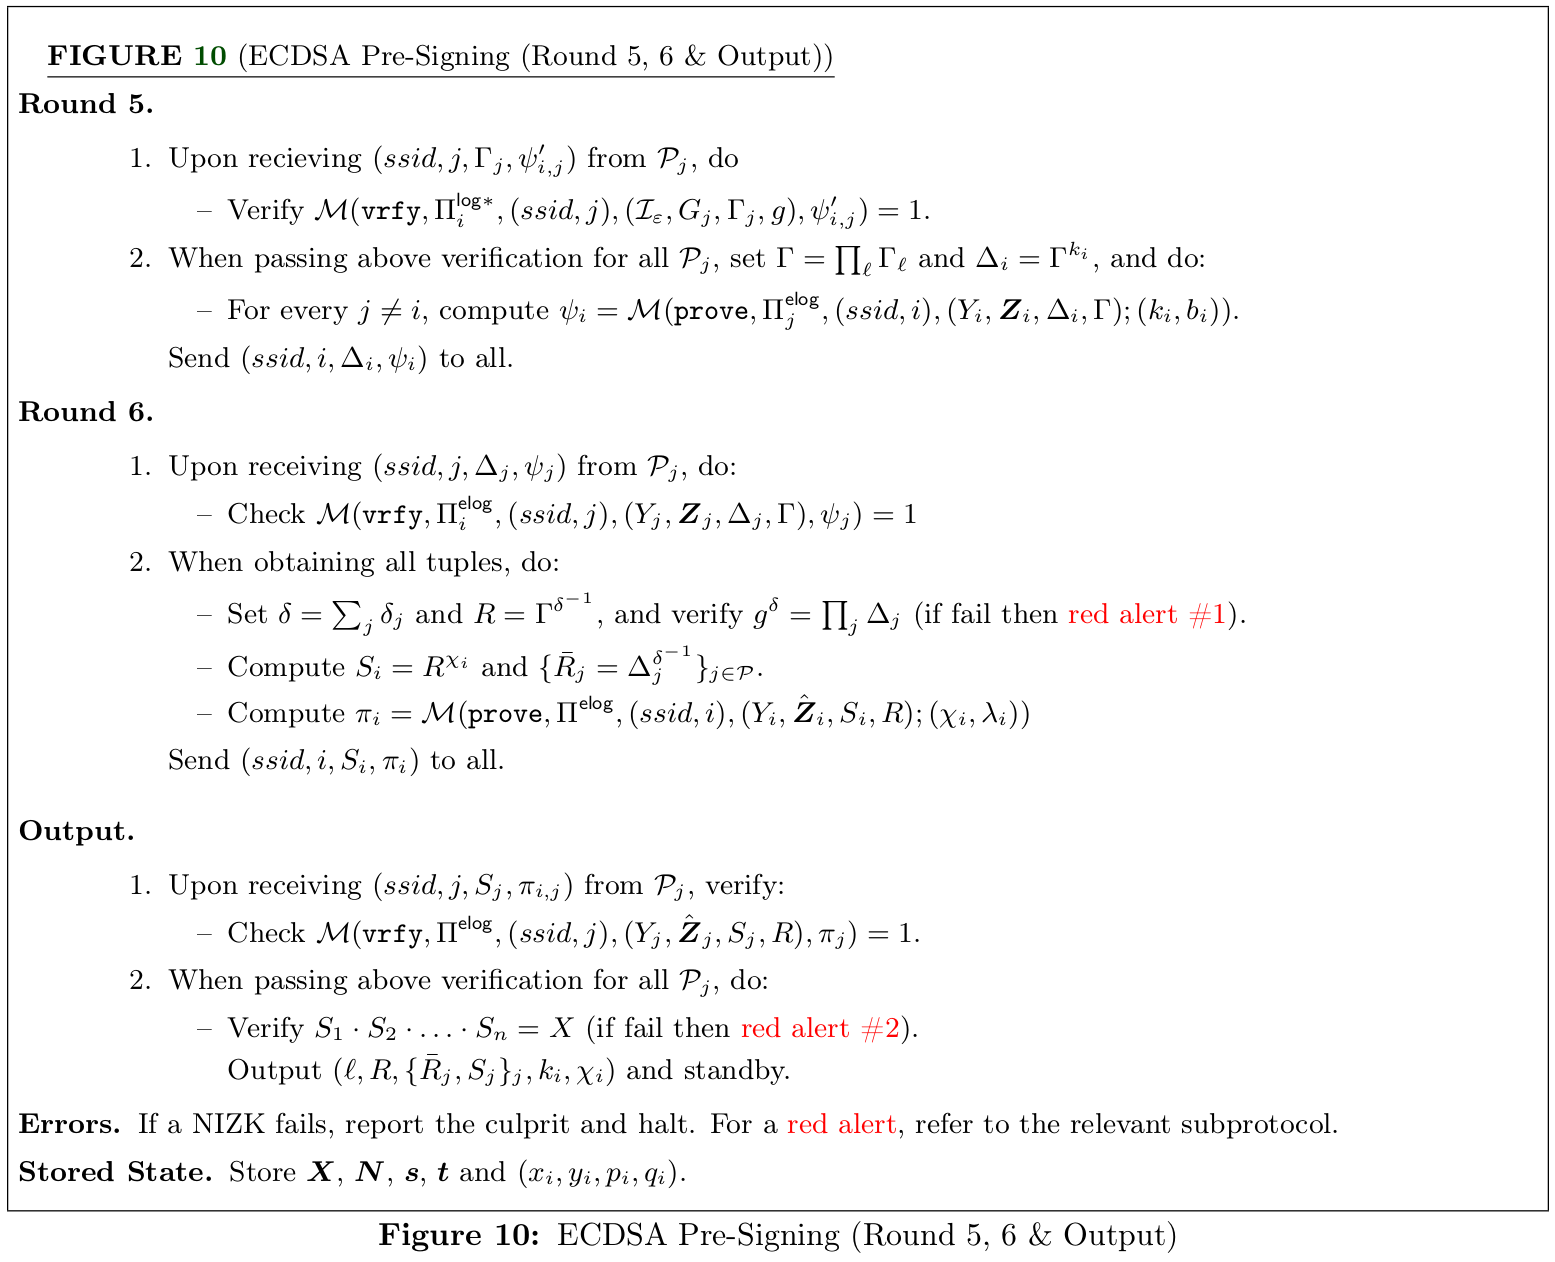 FIGURE 10 (ECDSA Pre-Signing (Round 5, 6 & Output))
Round 5.
1. Upon recieving $(ssid, j, \Gamma_j, \psi'_{i,j})$ from $\mathcal{P}_j$, do
– Verify $\mathcal{M}(\texttt{vrfy}, \Pi_i^{\mathsf{log}*}, (ssid, j), (\mathcal{I}_\varepsilon, G_j, \Gamma_j, g), \psi'_{i,j}) = 1$.
2. When passing above verification for all $\mathcal{P}_j$, set $\Gamma = \prod_\ell \Gamma_\ell$ and $\Delta_i = \Gamma^{k_i}$, and do:
– For every $j \neq i$, compute $\psi_i = \mathcal{M}(\texttt{prove}, \Pi_j^{\mathsf{elog}}, (ssid, i), (Y_i, \boldsymbol{Z}_i, \Delta_i, \Gamma); (k_i, b_i))$.
Send $(ssid, i, \Delta_i, \psi_i)$ to all.
Round 6.
1. Upon receiving $(ssid, j, \Delta_j, \psi_j)$ from $\mathcal{P}_j$, do:
– Check $\mathcal{M}(\texttt{vrfy}, \Pi_i^{\mathsf{elog}}, (ssid, j), (Y_j, \boldsymbol{Z}_j, \Delta_j, \Gamma), \psi_j) = 1$
2. When obtaining all tuples, do:
– Set $\delta = \sum_j \delta_j$ and $R = \Gamma^{\delta^{-1}}$, and verify $g^\delta = \prod_j \Delta_j$ (if fail then red alert #1).
– Compute $S_i = R^{\chi_i}$ and $\{\bar{R}_j = \Delta_j^{\delta^{-1}}\}_{j \in \mathcal{P}}$.
– Compute $\pi_i = \mathcal{M}(\texttt{prove}, \Pi^{\mathsf{elog}}, (ssid, i), (Y_i, \hat{\boldsymbol{Z}}_i, S_i, R); (\chi_i, \lambda_i))$
Send $(ssid, i, S_i, \pi_i)$ to all.
Output.
1. Upon receiving $(ssid, j, S_j, \pi_{i,j})$ from $\mathcal{P}_j$, verify:
– Check $\mathcal{M}(\texttt{vrfy}, \Pi^{\mathsf{elog}}, (ssid, j), (Y_j, \hat{\boldsymbol{Z}}_j, S_j, R), \pi_j) = 1$.
2. When passing above verification for all $\mathcal{P}_j$, do:
– Verify $S_1 \cdot S_2 \cdot \ldots \cdot S_n = X$ (if fail then red alert #2).
Output $(\ell, R, \{\bar{R}_j, S_j\}_j, k_i, \chi_i)$ and standby.
Errors. If a NIZK fails, report the culprit and halt. For a red alert, refer to the relevant subprotocol.
Stored State. Store $\boldsymbol{X}$, $\boldsymbol{N}$, $\boldsymbol{s}$, $\boldsymbol{t}$ and $(x_i, y_i, p_i, q_i)$.
Figure 10: ECDSA Pre-Signing (Round 5, 6 & Output)